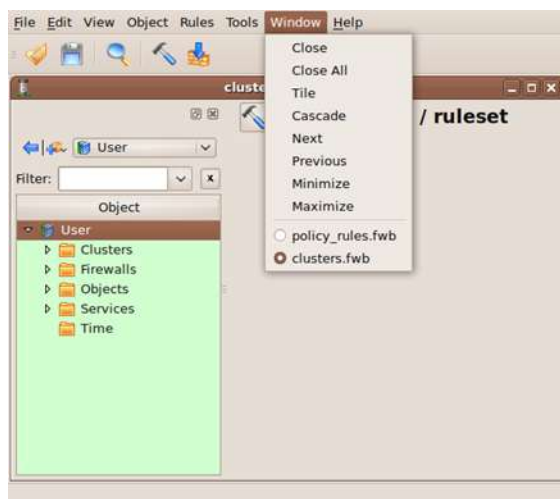 File Edit View Object Rules Tools Window Help
Close
Close All
Tile
Cascade
Next
Previous
Minimize
Maximize
policy_rules.fwb
clusters.fwb
/ ruleset
User
Filter:
Object
User
Clusters
Firewalls
Objects
Services
Time